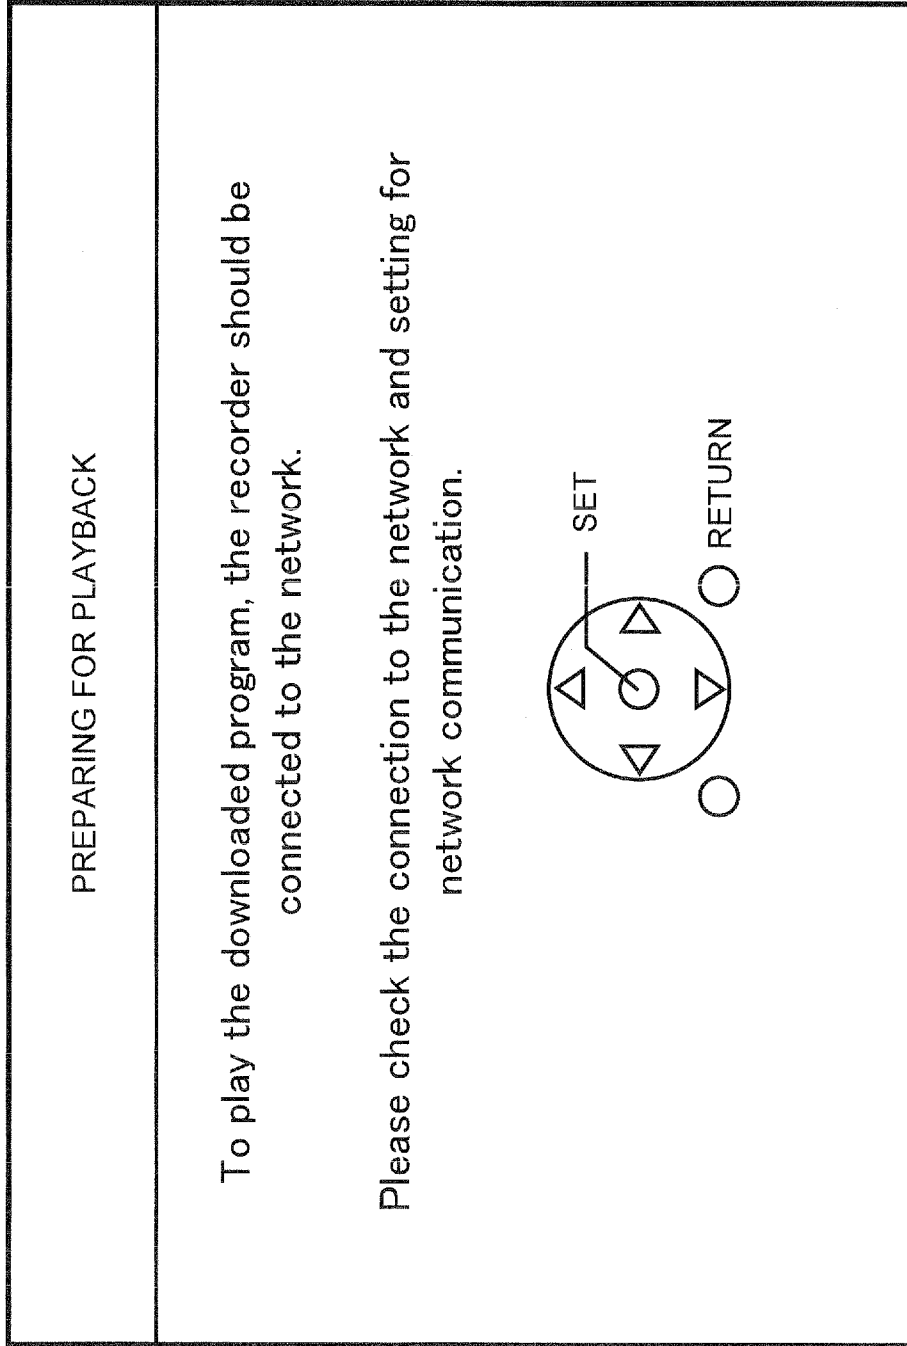 PREPARING FOR PLAYBACK
To play the downloaded program, the recorder should be
connected to the network.
Please check the connection to the network and setting for
network communication.
SET
RETURN